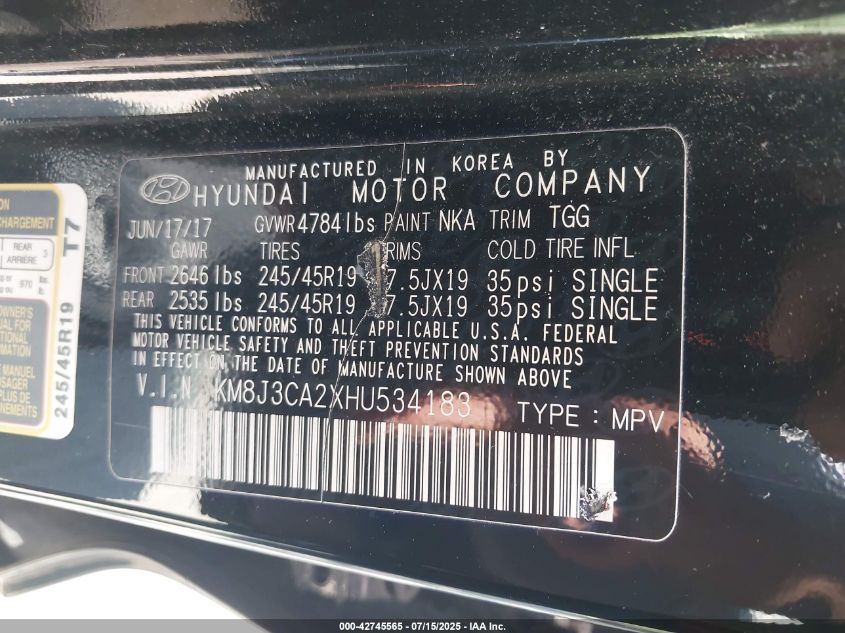 MANUFACTURED IN KOREA BY
HYUNDAI MOTOR COMPANY
JUN/17/17 GVWR 4784 lbs PAINT NKA TRIM TGG
GAWR TIRES RIMS COLD TIRE INFL
FRONT 2646 lbs 245/45R19 7.5JX19 35psi SINGLE
REAR 2535 lbs 245/45R19 7.5JX19 35psi SINGLE
THIS VEHICLE CONFORMS TO ALL APPLICABLE U.S.A. FEDERAL
MOTOR VEHICLE SAFETY AND THEFT PREVENTION STANDARDS
IN EFFECT ON THE DATE OF MANUFACTURE SHOWN ABOVE
V.I.N KM8J3CA2XHU534183 TYPE : MPV
CHARGEMENT
REAR 3
ARRIÈRE
970
OWNER'S
MANUEL
245/45R19 T7
000-42745565 - 07/15/2025 - IAA Inc.